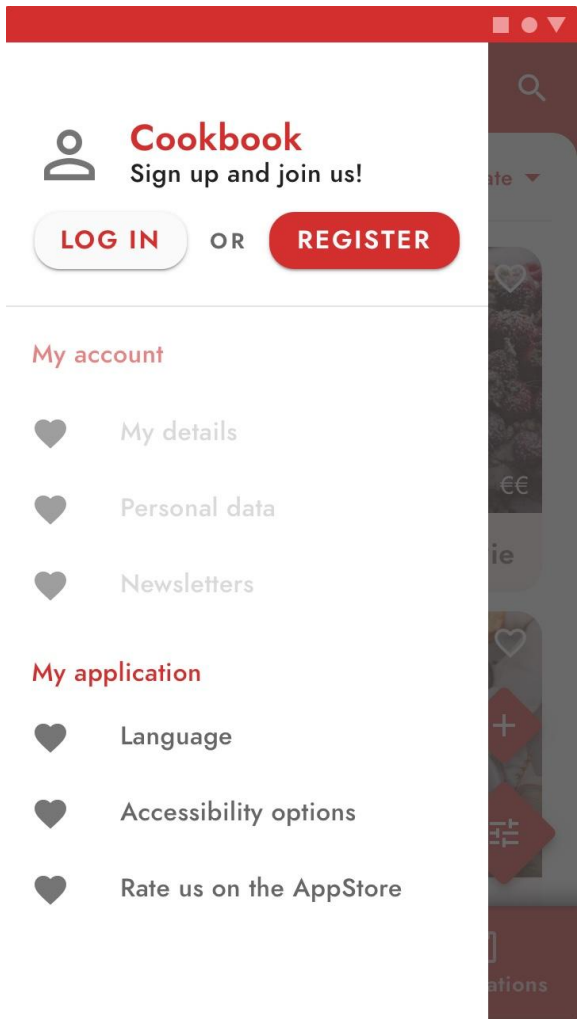 Cookbook
Sign up and join us!
LOG IN OR REGISTER
My account
My details
Personal data
Newsletters
My application
Language
Accessibility options
Rate us on the AppStore
€€